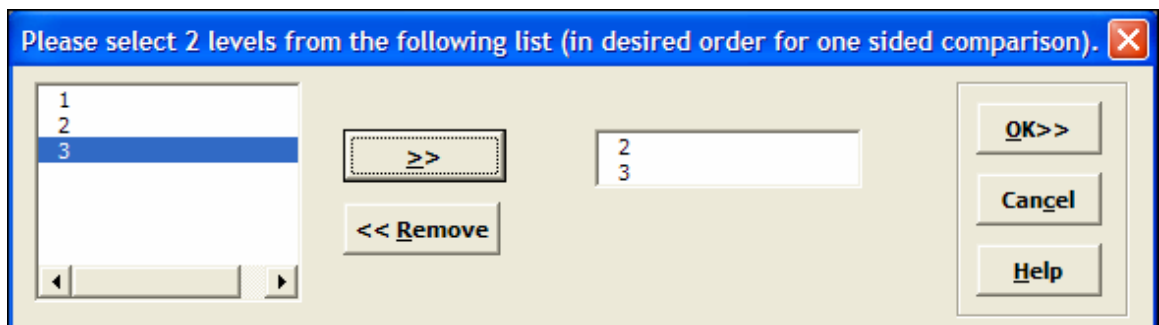 Please select 2 levels from the following list (in desired order for one sided comparison).
1
2
3
>>
<< Remove
2
3
OK>>
Cancel
Help